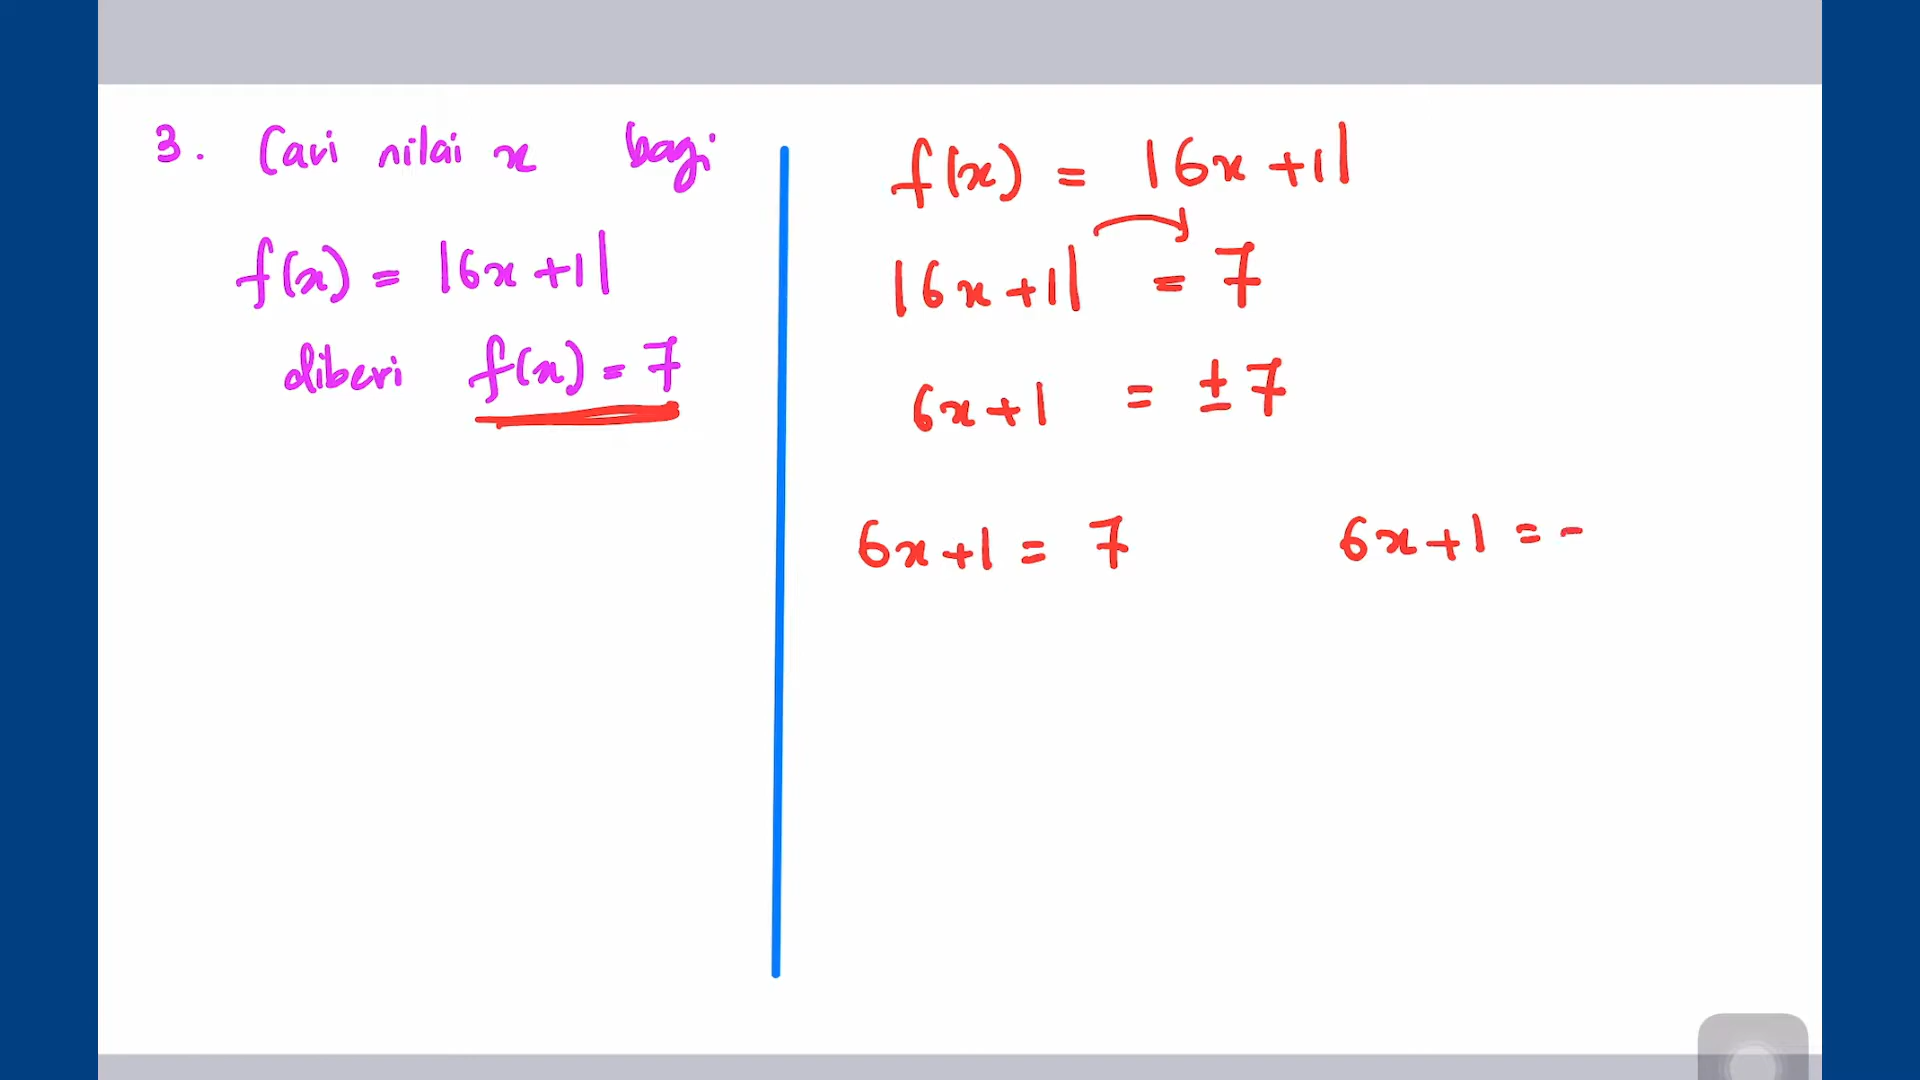 3. Cari nilai x bagi
f(x) = |6x+1|
diberi f(x) = 7
f(x) = |6x+1|
|6x+1| = 7
6x+1 = ±7
6x+1 = 7 6x+1 = -